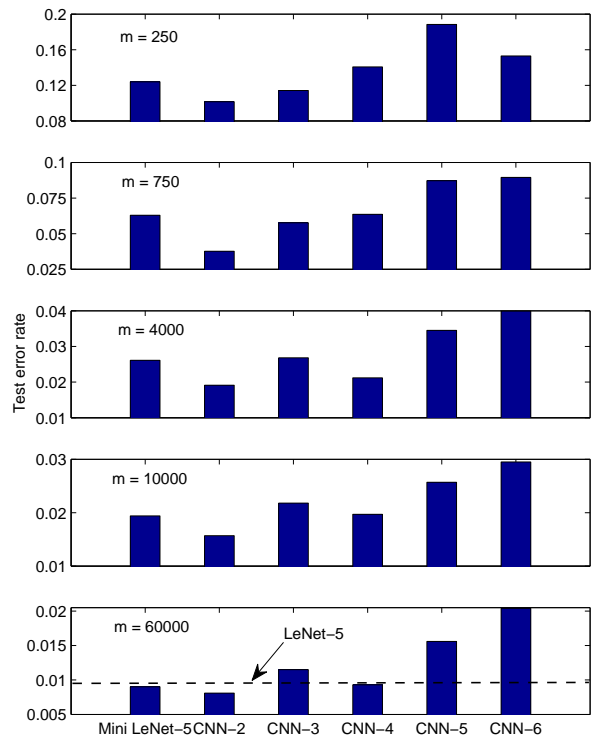 0.2
m = 250
0.16
0.12
0.08
0.1
m = 750
0.075
0.05
0.025
0.04
m = 4000
0.03
0.02
0.01
Test error rate
0.03
m = 10000
0.02
0.01
0.02
m = 60000
LeNet−5
0.015
0.01
0.005
Mini LeNet−5 CNN−2 CNN−3 CNN−4 CNN−5 CNN−6